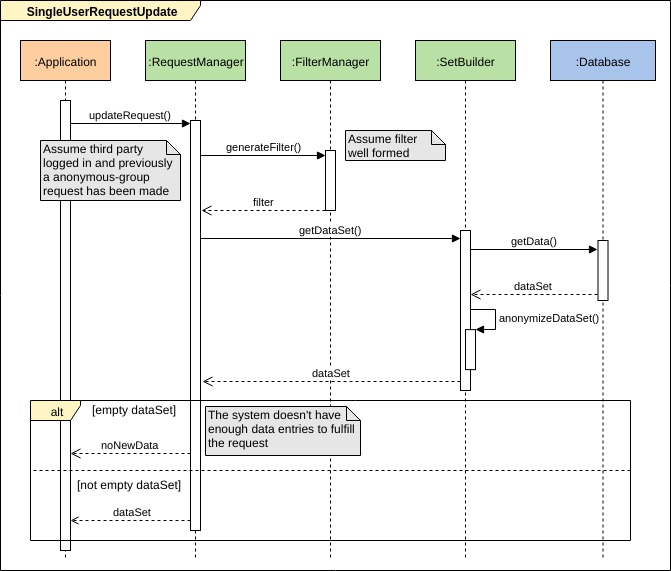 SingleUserRequestUpdate
:Application
:RequestManager
:FilterManager
:SetBuilder
:Database
updateRequest()
Assume third party
logged in and previously
a anonymous-group
request has been made
generateFilter()
Assume filter
well formed
filter
getDataSet()
getData()
dataSet
anonymizeDataSet()
dataSet
alt
[empty dataSet]
The system doesn't have
enough data entries to fulfill
the request
noNewData
[not empty dataSet]
dataSet